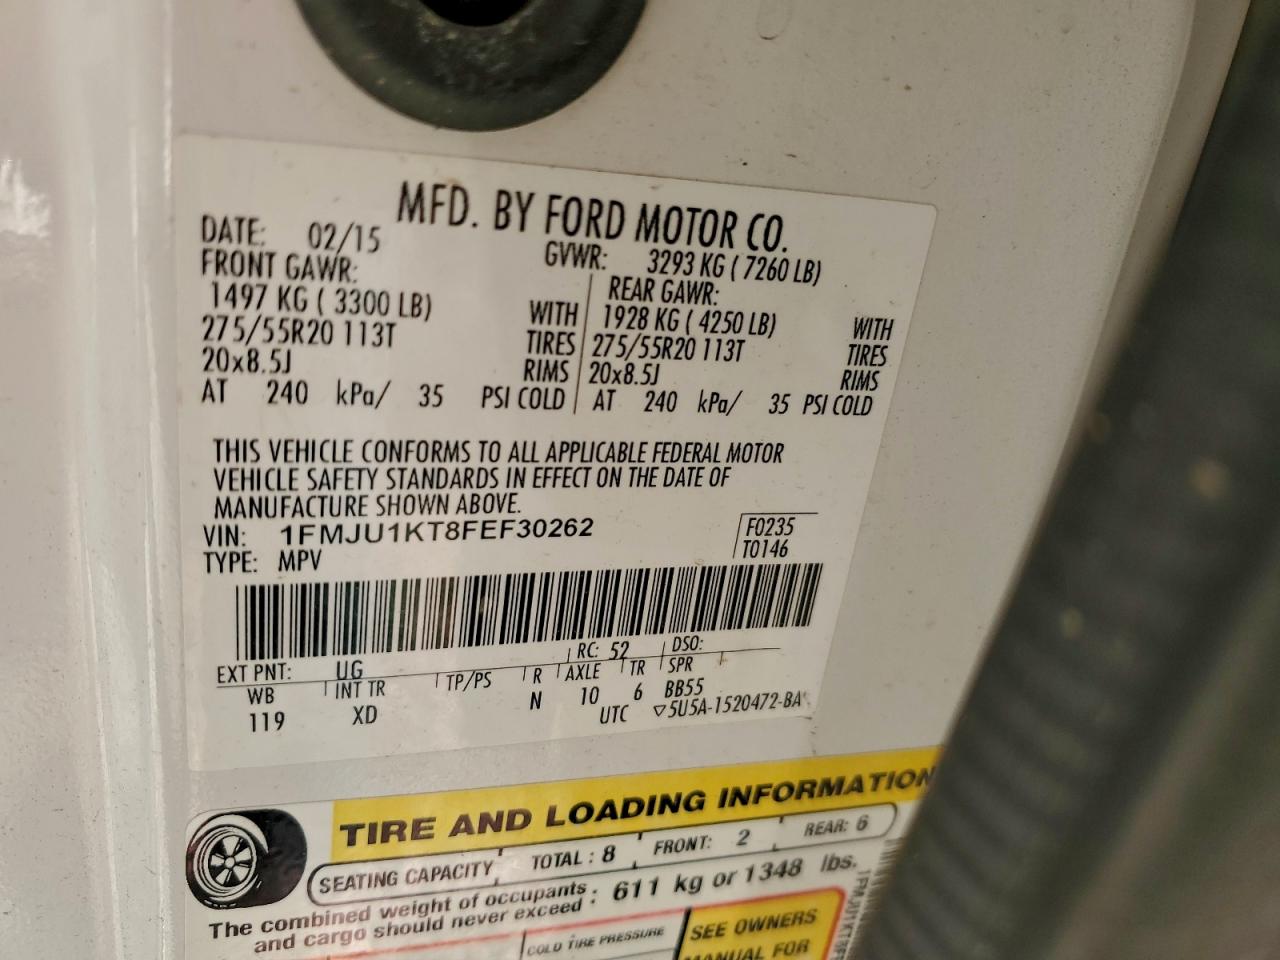 MFD. BY FORD MOTOR CO.
DATE: 02/15 GVWR: 3293 KG ( 7260 LB)
FRONT GAWR: REAR GAWR:
1497 KG ( 3300 LB) WITH 1928 KG ( 4250 LB) WITH
275/55R20 113T TIRES 275/55R20 113T TIRES
20x8.5J RIMS 20x8.5J RIMS
AT 240 kPa/ 35 PSI COLD AT 240 kPa/ 35 PSI COLD
THIS VEHICLE CONFORMS TO ALL APPLICABLE FEDERAL MOTOR
VEHICLE SAFETY STANDARDS IN EFFECT ON THE DATE OF
MANUFACTURE SHOWN ABOVE.
VIN: 1FMJU1KT8FEF30262 F0235
TYPE: MPV T0146
EXT PNT: UG RC: 52 DSO:
WB INT TR TP/PS R AXLE TR SPR
119 XD N 10 6 BB55
UTC ▽5U5A-1520472-BA
TIRE AND LOADING INFORMATION
SEATING CAPACITY TOTAL : 8 FRONT: 2 REAR: 6
The combined weight of occupants : 611 kg or 1348 lbs.
and cargo should never exceed :
COLD TIRE PRESSURE SEE OWNERS
MANUAL FOR